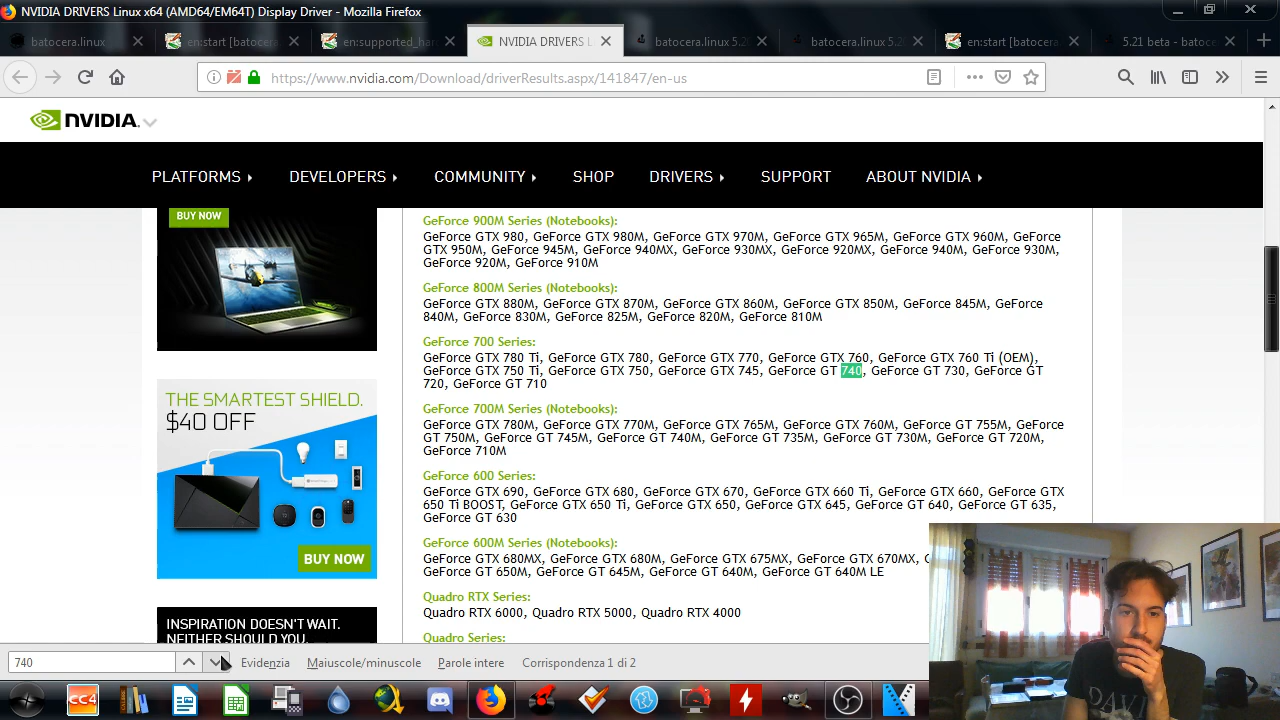 NVIDIA DRIVERS Linux x64 (AMD64/EM64T) Display Driver - Mozilla Firefox
batocera.linux
en:start [batocera
en:supported_har
NVIDIA DRIVERS L
batocera.linux 5.20
batocera.linux 5.2
en:start [batocera
5.21 beta - batoce
https://www.nvidia.com/Download/driverResults.aspx/141847/en-us
NVIDIA.
PLATFORMS
DEVELOPERS
COMMUNITY
SHOP
DRIVERS
SUPPORT
ABOUT NVIDIA
BUY NOW
GeForce 900M Series (Notebooks):
GeForce GTX 980, GeForce GTX 980M, GeForce GTX 970M, GeForce GTX 965M, GeForce GTX 960M, GeForce
GTX 950M, GeForce 945M, GeForce 940MX, GeForce 930MX, GeForce 920MX, GeForce 940M, GeForce 930M,
GeForce 920M, GeForce 910M
GeForce 800M Series (Notebooks):
GeForce GTX 880M, GeForce GTX 870M, GeForce GTX 860M, GeForce GTX 850M, GeForce 845M, GeForce
840M, GeForce 830M, GeForce 825M, GeForce 820M, GeForce 810M
GeForce 700 Series:
GeForce GTX 780 Ti, GeForce GTX 780, GeForce GTX 770, GeForce GTX 760, GeForce GTX 760 Ti (OEM),
GeForce GTX 750 Ti, GeForce GTX 750, GeForce GTX 745, GeForce GT 740, GeForce GT 730, GeForce GT
720, GeForce GT 710
GeForce 700M Series (Notebooks):
GeForce GTX 780M, GeForce GTX 770M, GeForce GTX 765M, GeForce GTX 760M, GeForce GT 755M, GeForce
GT 750M, GeForce GT 745M, GeForce GT 740M, GeForce GT 735M, GeForce GT 730M, GeForce GT 720M,
GeForce 710M
GeForce 600 Series:
GeForce GTX 690, GeForce GTX 680, GeForce GTX 670, GeForce GTX 660 Ti, GeForce GTX 660, GeForce GTX
650 Ti BOOST, GeForce GTX 650 Ti, GeForce GTX 650, GeForce GTX 645, GeForce GT 640, GeForce GT 635,
GeForce GT 630
GeForce 600M Series (Notebooks):
GeForce GTX 680MX, GeForce GTX 680M, GeForce GTX 675MX, GeForce GTX 670MX,
GeForce GT 650M, GeForce GT 645M, GeForce GT 640M, GeForce GT 640M LE
Quadro RTX Series:
Quadro RTX 6000, Quadro RTX 5000, Quadro RTX 4000
Quadro Series:
THE SMARTEST SHIELD.
$40 OFF
BUY NOW
INSPIRATION DOESN'T WAIT.
NEITHER SHOULD YOU.
740
Evidenzia
Maiuscole/minuscole
Parole intere
Corrispondenza 1 di 2
CC4
DAVI